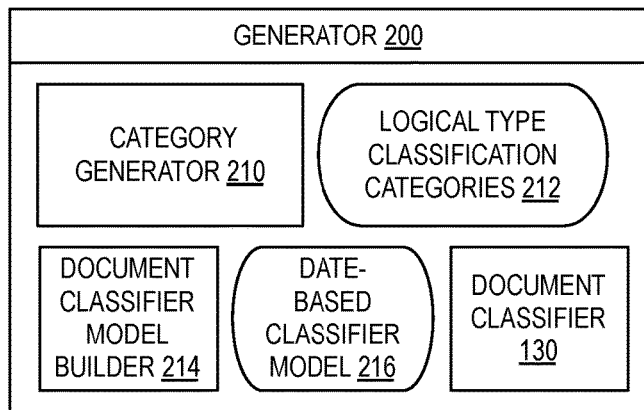 GENERATOR 200
CATEGORY
GENERATOR 210
LOGICAL TYPE
CLASSIFICATION
CATEGORIES 212
DOCUMENT
CLASSIFIER
MODEL
BUILDER 214
DATE-
BASED
CLASSIFIER
MODEL 216
DOCUMENT
CLASSIFIER
130